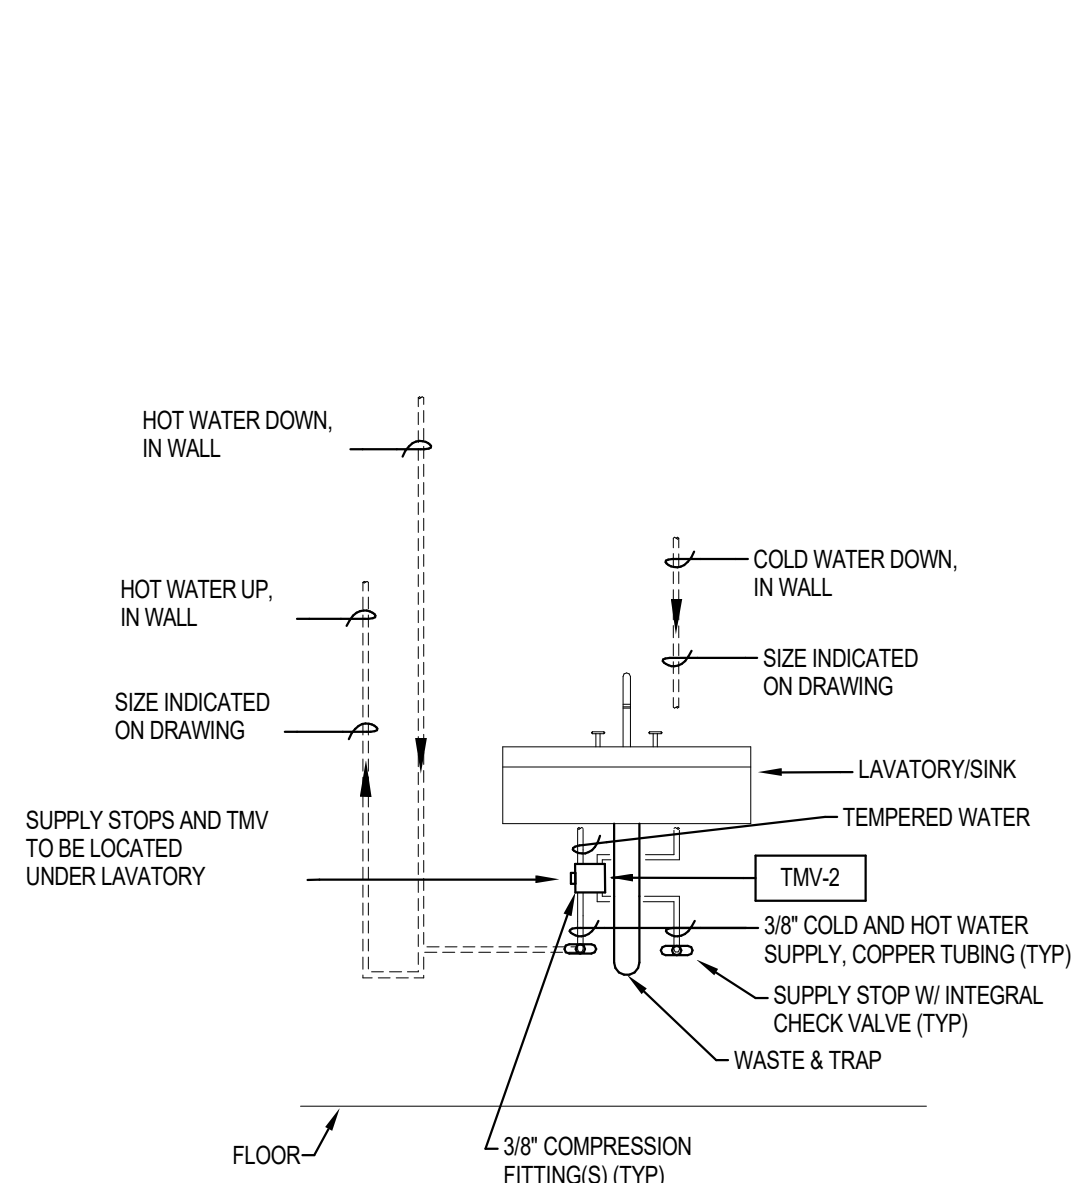 HOT WATER DOWN,
IN WALL
HOT WATER UP,
IN WALL
SIZE INDICATED
ON DRAWING
SUPPLY STOPS AND TMV
TO BE LOCATED
UNDER LAVATORY
COLD WATER DOWN,
IN WALL
SIZE INDICATED
ON DRAWING
LAVATORY/SINK
TEMPERED WATER
TMV-2
3/8" COLD AND HOT WATER
SUPPLY, COPPER TUBING (TYP)
SUPPLY STOP W/ INTEGRAL
CHECK VALVE (TYP)
WASTE & TRAP
FLOOR
3/8" COMPRESSION
FITTING(S) (TYP)